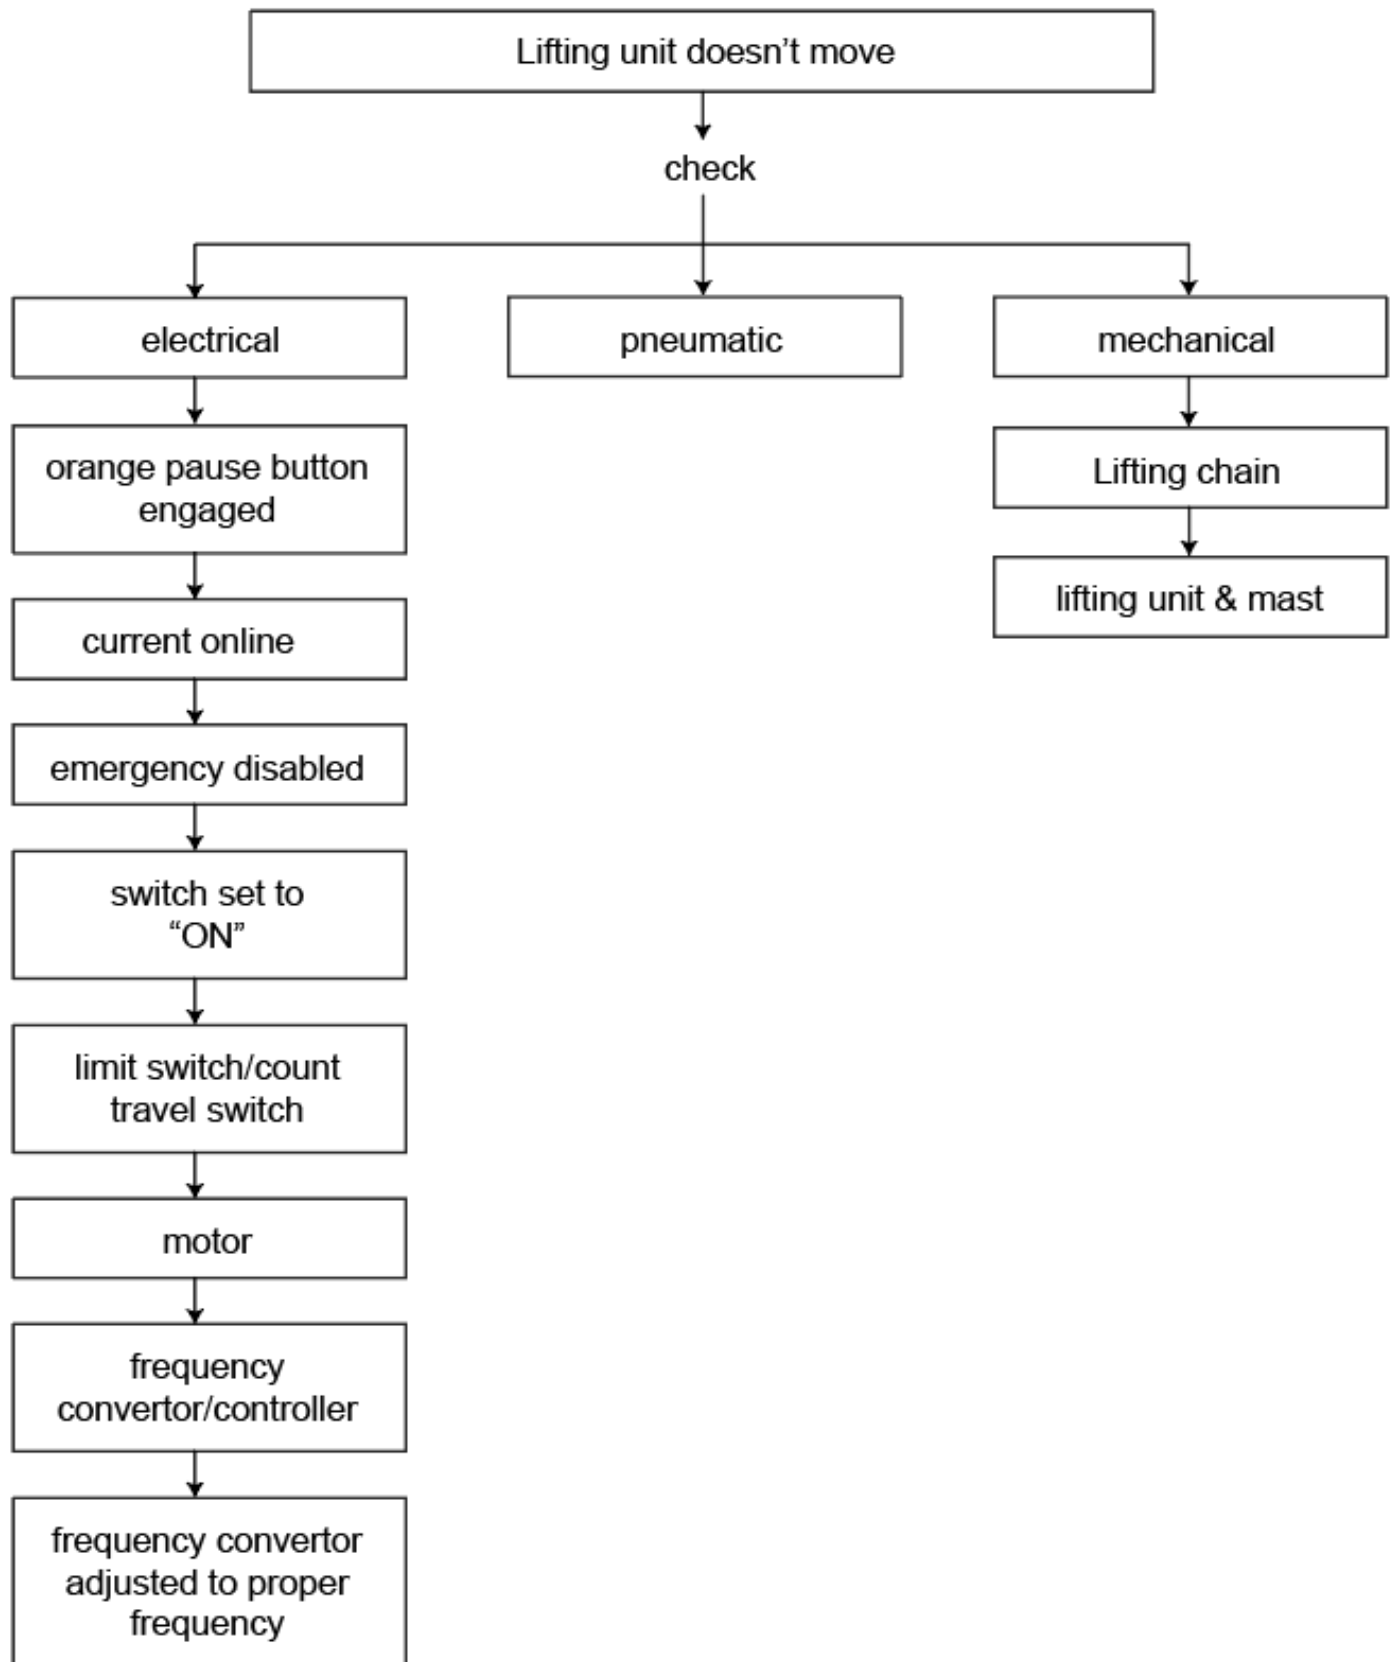 Lifting unit doesn’t move
check
electrical
pneumatic
mechanical
orange pause button
engaged
Lifting chain
current online
lifting unit & mast
emergency disabled
switch set to
“ON”
limit switch/count
travel switch
motor
frequency
convertor/controller
frequency convertor
adjusted to proper
frequency